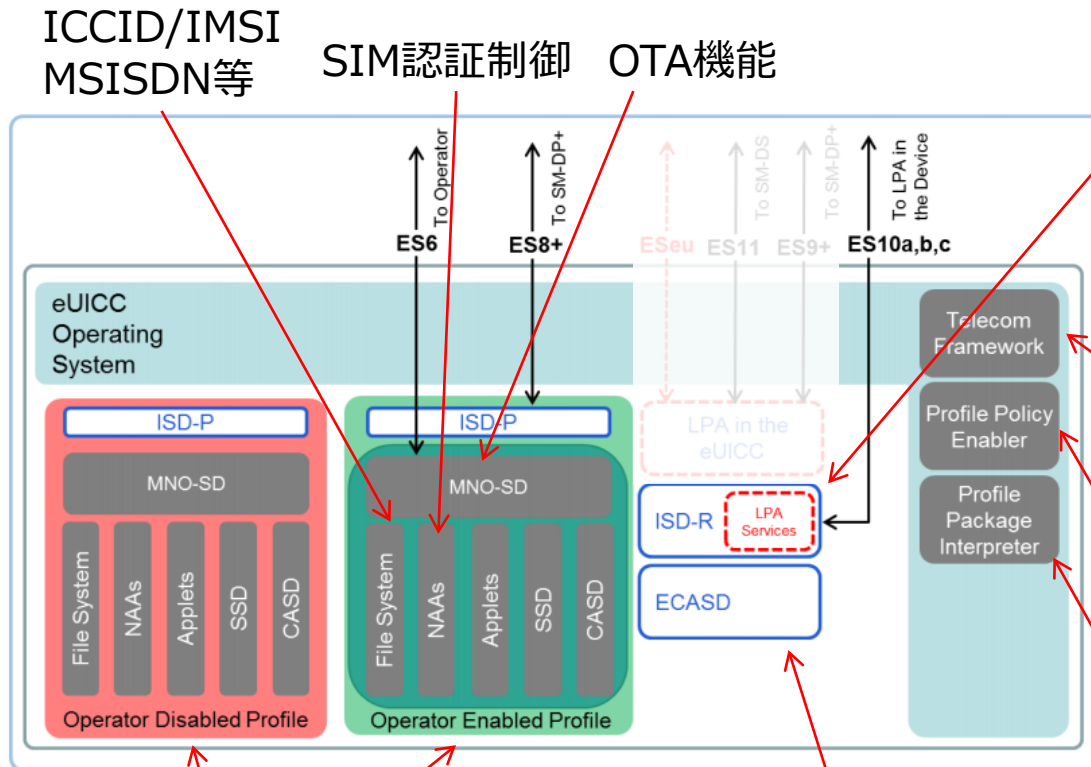 ICCID/IMSI
MSISDN等
SIM認証制御
OTA機能
To Operator
To SM-DP+
To SM-DS
To SM-DP+
To LPA in
the Device
ES6
ES8+
ESeu
ES11
ES9+
ES10a,b,c
eUICC
Operating
System
Telecom
Framework
Profile Policy
Enabler
Profile
Package
Interpreter
ISD-P
MNO-SD
File System
NAAs
Applets
SSD
CASD
Operator Disabled Profile
ISD-P
MNO-SD
File System
NAAs
Applets
SSD
CASD
Operator Enabled Profile
LPA in the
eUICC
ISD-R
LPA
Services
ECASD